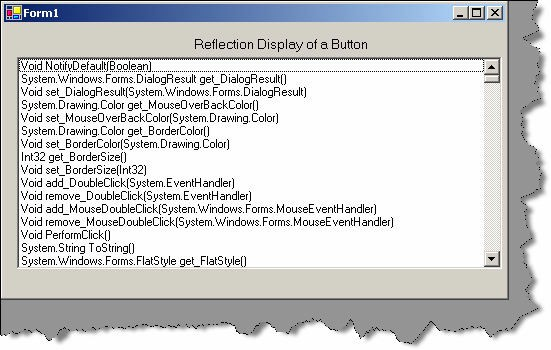 Form1
Reflection Display of a Button
Void NotifyDefault(Boolean)
System.Windows.Forms.DialogResult get_DialogResult()
Void set_DialogResult(System.Windows.Forms.DialogResult)
System.Drawing.Color get_MouseOverBackColor()
Void set_MouseOverBackColor(System.Drawing.Color)
System.Drawing.Color get_BorderColor()
Void set_BorderColor(System.Drawing.Color)
Int32 get_BorderSize()
Void set_BorderSize(Int32)
Void add_DoubleClick(System.EventHandler)
Void remove_DoubleClick(System.EventHandler)
Void add_MouseDoubleClick(System.Windows.Forms.MouseEventHandler)
Void remove_MouseDoubleClick(System.Windows.Forms.MouseEventHandler)
Void PerformClick()
System.String ToString()
System.Windows.Forms.FlatStyle get_FlatStyle()